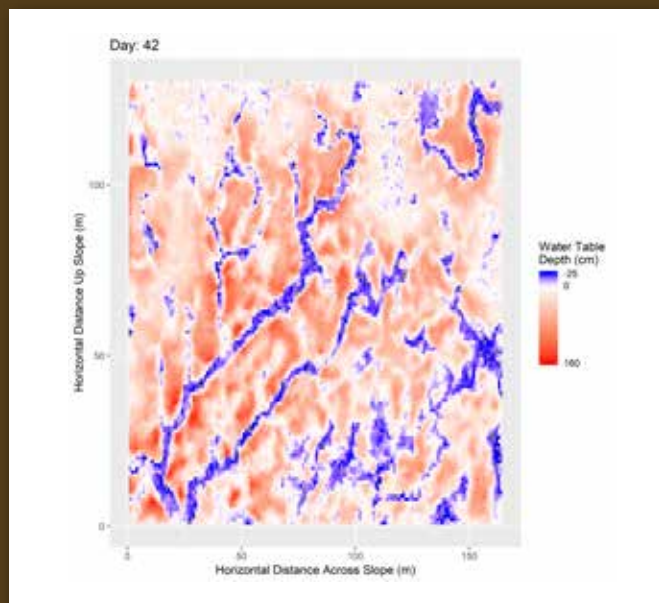 Day: 42
Horizontal Distance Up Slope (m)
100
50
0
0
50
100
150
Horizontal Distance Across Slope (m)
Water Table
Depth (cm)
-25
0
160